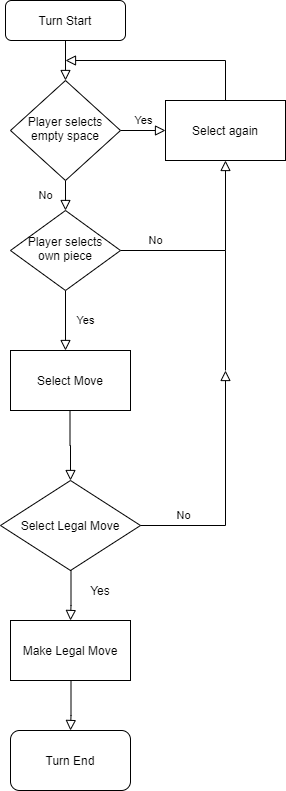 Turn Start
Player selects
empty space
Yes
Select again
No
Player selects
own piece
No
Yes
Select Move
Select Legal Move
No
Yes
Make Legal Move
Turn End